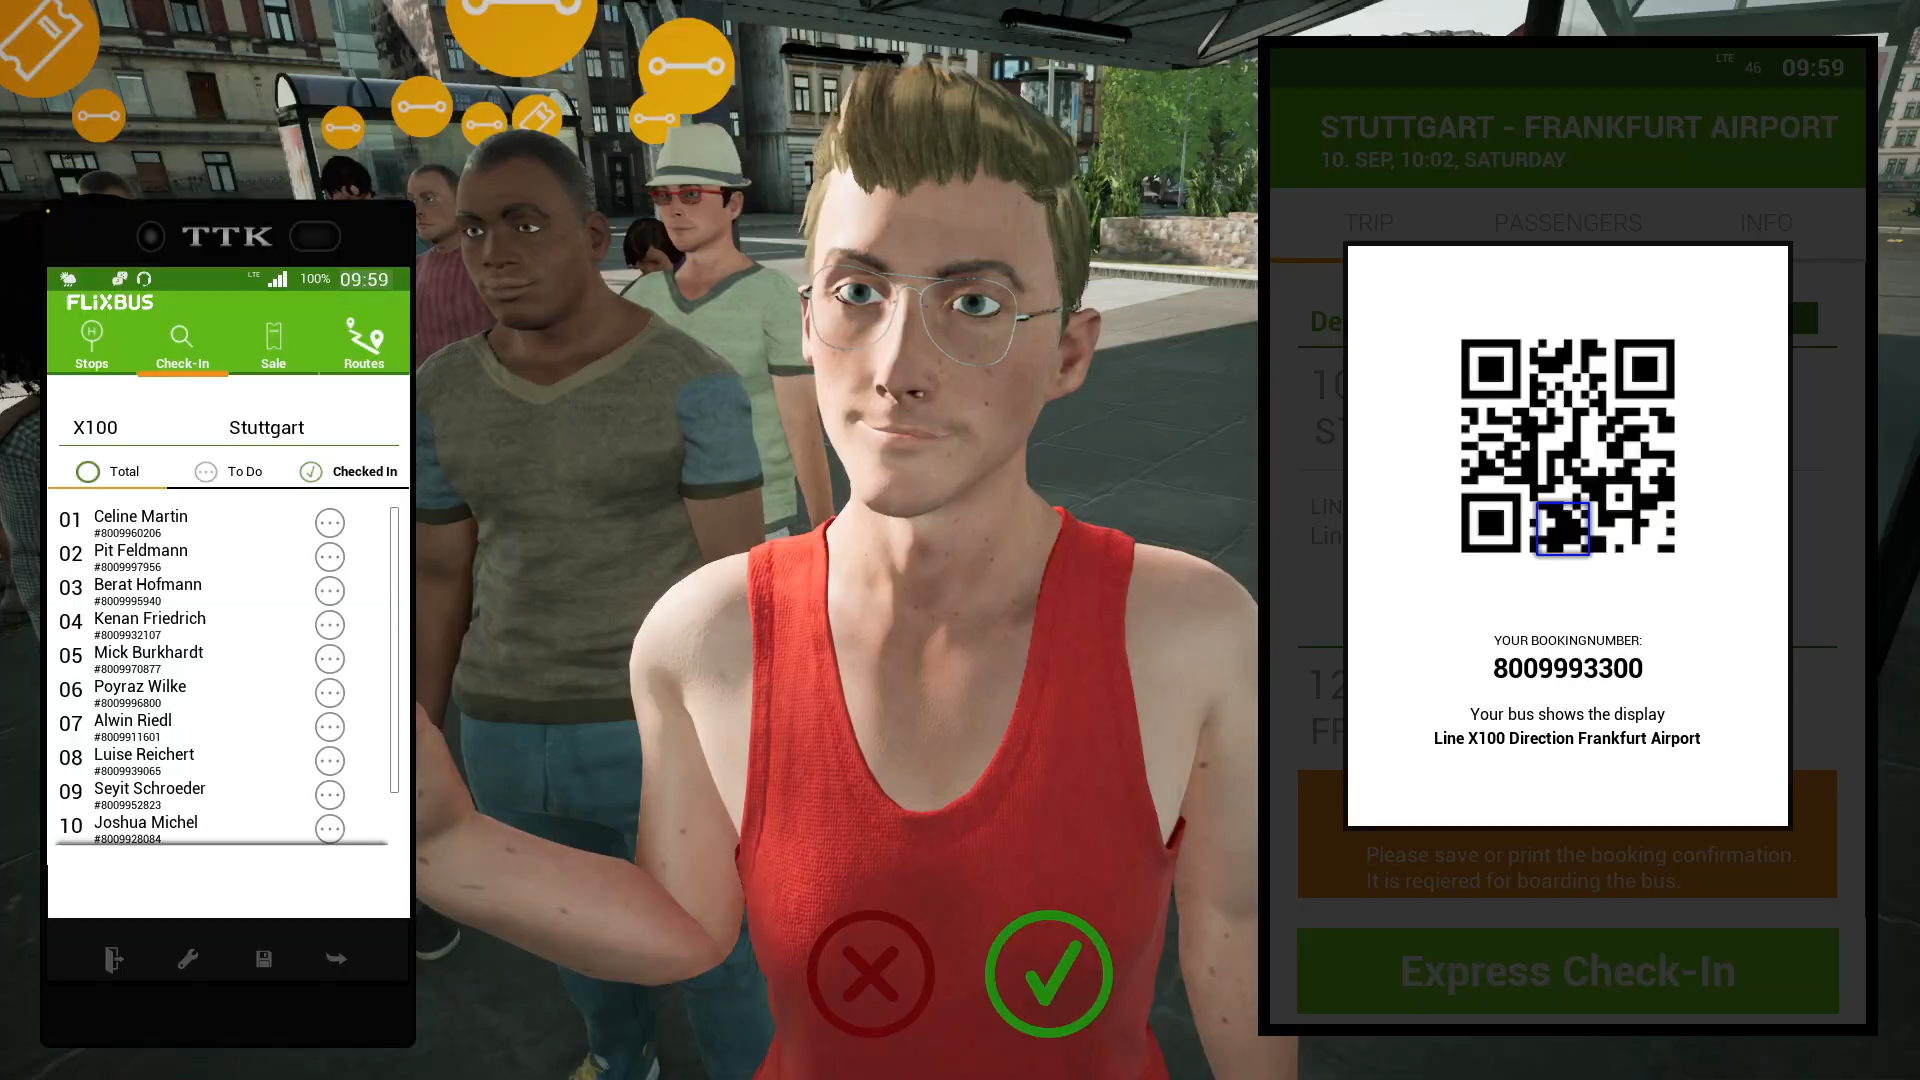 TTK
LTE 100% 09:59
FLiXBUS
Stops Check-In Sale Routes
X100 Stuttgart
Total To Do Checked In
01 Celine Martin
#8009960206
02 Pit Feldmann
#8009997956
03 Berat Hofmann
#8009995940
04 Kenan Friedrich
#8009932107
05 Mick Burkhardt
#8009970877
06 Poyraz Wilke
#8009996800
07 Alwin Riedl
#8009911601
08 Luise Reichert
#8009939065
09 Seyit Schroeder
#8009952823
10 Joshua Michel
#8009928084
LTE 46 09:59
STUTTGART - FRANKFURT AIRPORT
10. SEP, 10:02, SATURDAY
TRIP PASSENGERS INFO
YOUR BOOKINGNUMBER:
8009993300
Your bus shows the display
Line X100 Direction Frankfurt Airport
Please save or print the booking confirmation.
It is reqiered for boarding the bus.
Express Check-In